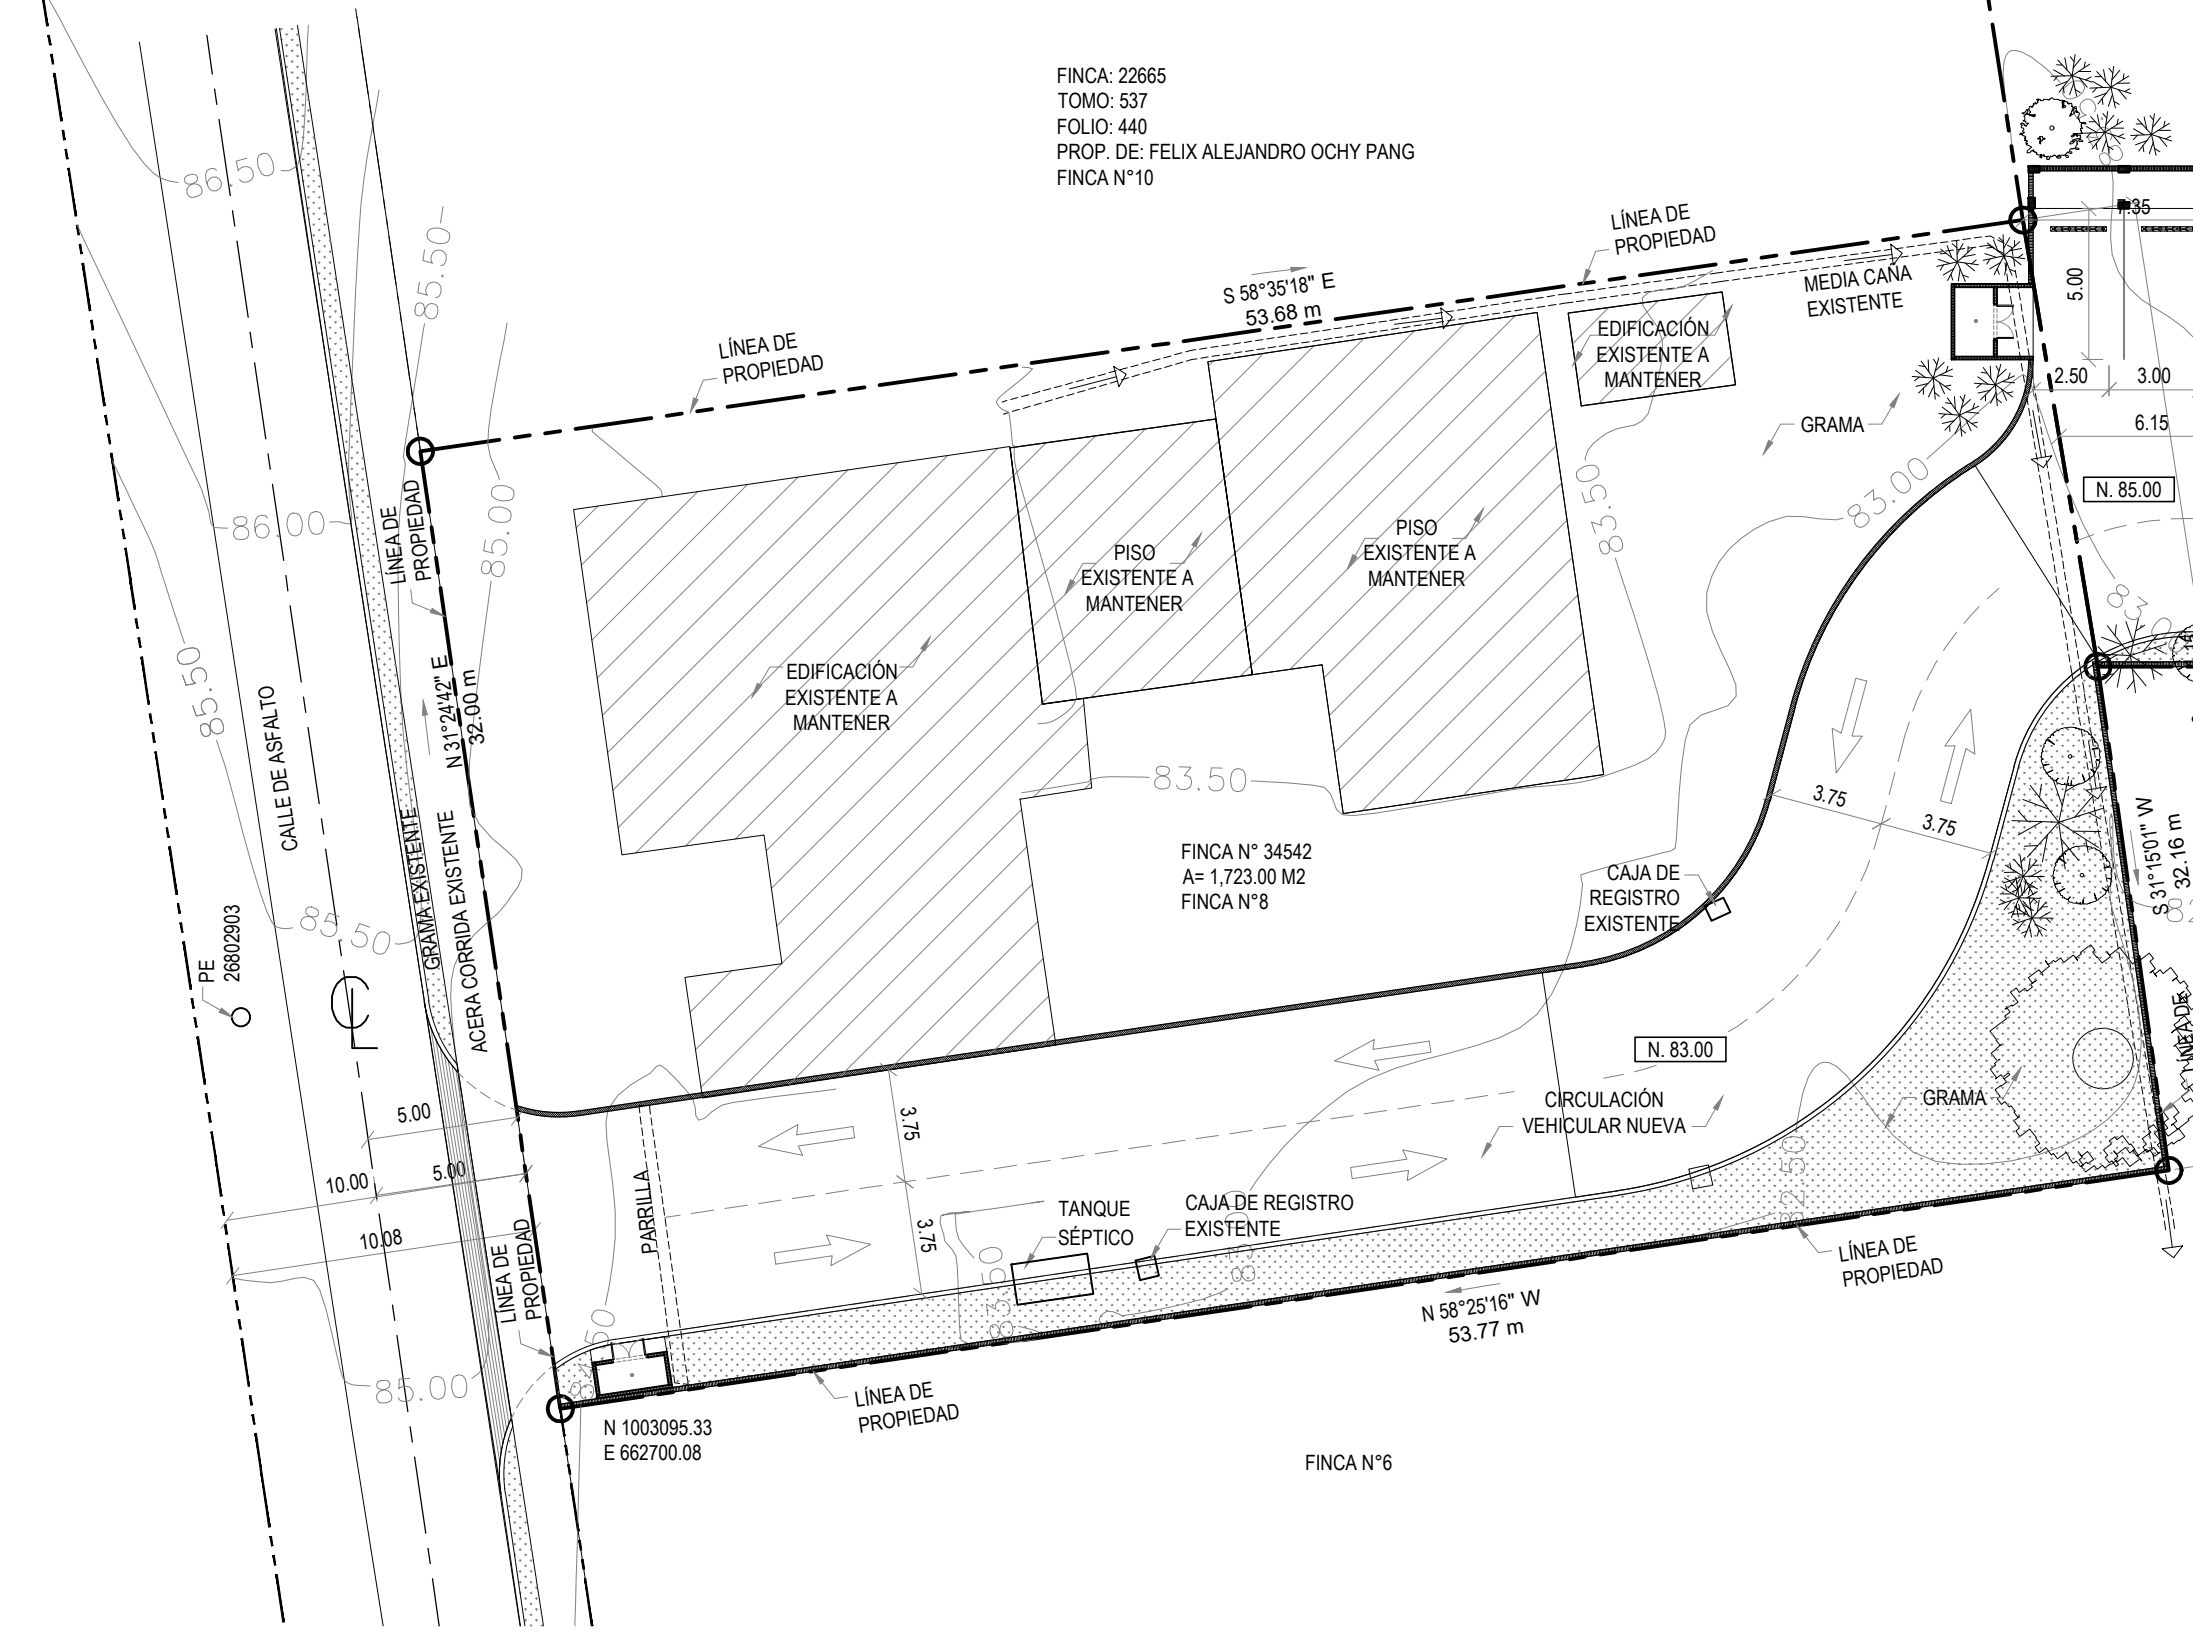 FINCA: 22665
TOMO: 537
FOLIO: 440
PROP. DE: FELIX ALEJANDRO OCHY PANG
FINCA N°10
86.50
85.50
LÍNEA DE
PROPIEDAD
S 58°35'18" E
53.68 m
LÍNEA DE
PROPIEDAD
MEDIA CAÑA
EXISTENTE
5.00
2.50
3.00
6.15
N. 85.00
EDIFICACIÓN
EXISTENTE A
MANTENER
GRAMA
83.00
83.50
86.00
85.00
LÍNEA DE
PROPIEDAD
PISO
EXISTENTE A
MANTENER
PISO
EXISTENTE A
MANTENER
EDIFICACIÓN
EXISTENTE A
MANTENER
N 31°24'42" E
32.00 m
85.50
CALLE DE ASFALTO
GRAMA EXISTENTE
ACERA CORRIDA EXISTENTE
83.50
3.75
3.75
FINCA N° 34542
A= 1,723.00 M2
FINCA N°8
CAJA DE
REGISTRO
EXISTENTE
S 31°15'01" W
32.16 m
PE
26802903
85.50
N. 83.00
CIRCULACIÓN
VEHICULAR NUEVA
GRAMA
82.50
5.00
5.00
10.00
10.08
3.75
3.75
PARRILLA
TANQUE
SÉPTICO
CAJA DE REGISTRO
EXISTENTE
83.50
LÍNEA DE
PROPIEDAD
85.00
LÍNEA DE
PROPIEDAD
N 58°25'16" W
53.77 m
LÍNEA DE
PROPIEDAD
N 1003095.33
E 662700.08
FINCA N°6